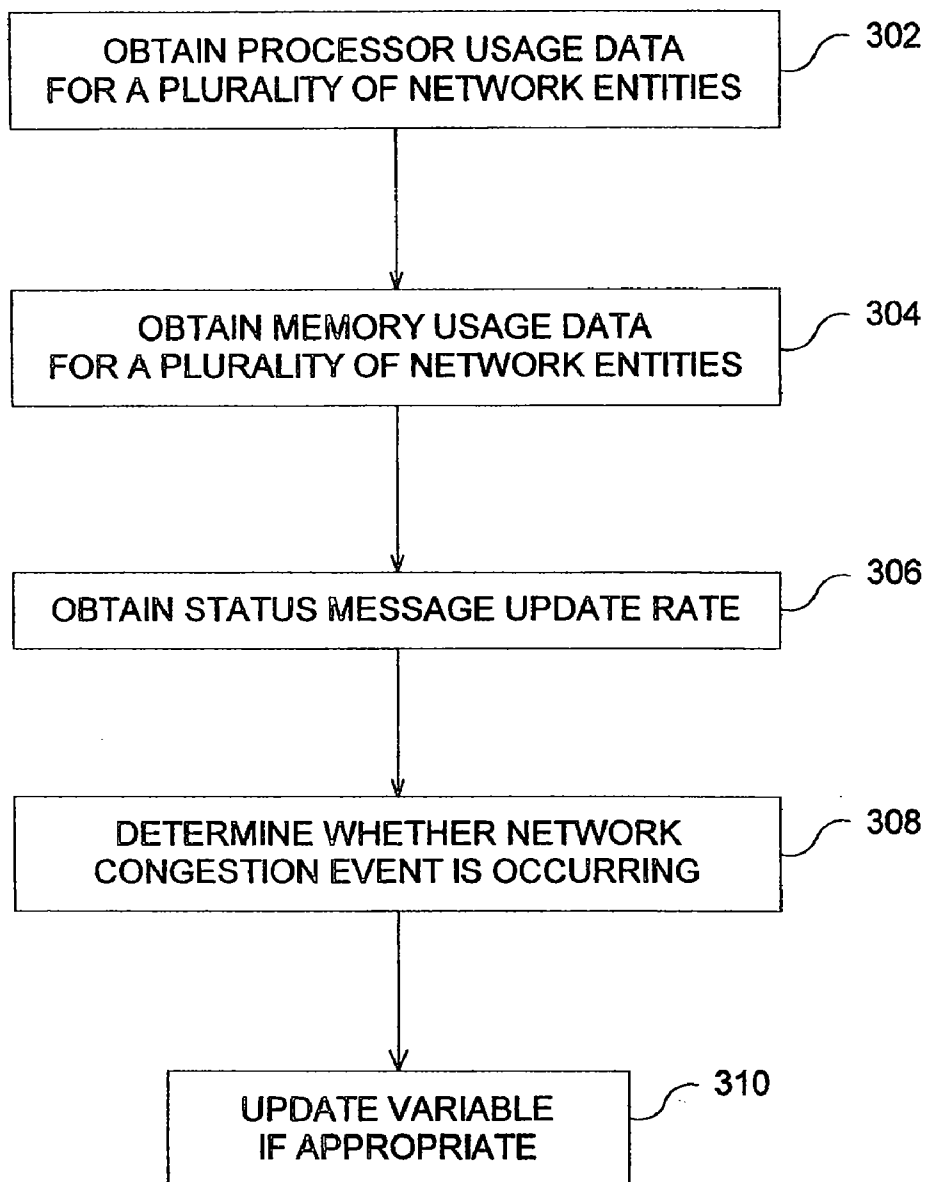 OBTAIN PROCESSOR USAGE DATA
FOR A PLURALITY OF NETWORK ENTITIES
302
OBTAIN MEMORY USAGE DATA
FOR A PLURALITY OF NETWORK ENTITIES
304
OBTAIN STATUS MESSAGE UPDATE RATE
306
DETERMINE WHETHER NETWORK
CONGESTION EVENT IS OCCURRING
308
UPDATE VARIABLE
IF APPROPRIATE
310